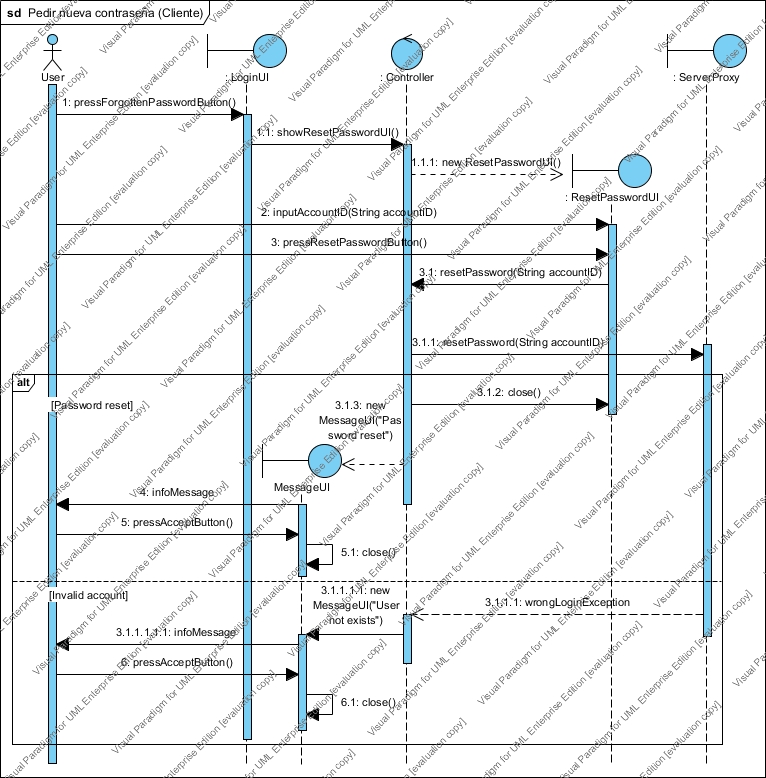 sd Pedir nueva contraseña (Cliente)
User
: LoginUI
: Controller
: ServerProxy
1: pressForgottenPasswordButton()
1.1: showResetPasswordUI()
1.1.1: new ResetPasswordUI()
: ResetPasswordUI
2: inputAccountID(String accountID)
3: pressResetPasswordButton()
3.1: resetPassword(String accountID)
3.1.1: resetPassword(String accountID)
alt
[Password reset]
3.1.2: close()
3.1.3: new
MessageUI("Pas
sword reset")
MessageUI
4: infoMessage
5: pressAcceptButton()
5.1: close()
[Invalid account]
3.1.1.1.1: new
MessageUI("User
not exists")
3.1.1.1: wrongLoginException
3.1.1.1.1.1: infoMessage
6: pressAcceptButton()
6.1: close()
Visual Paradigm for UML Enterprise Edition [evaluation copy]